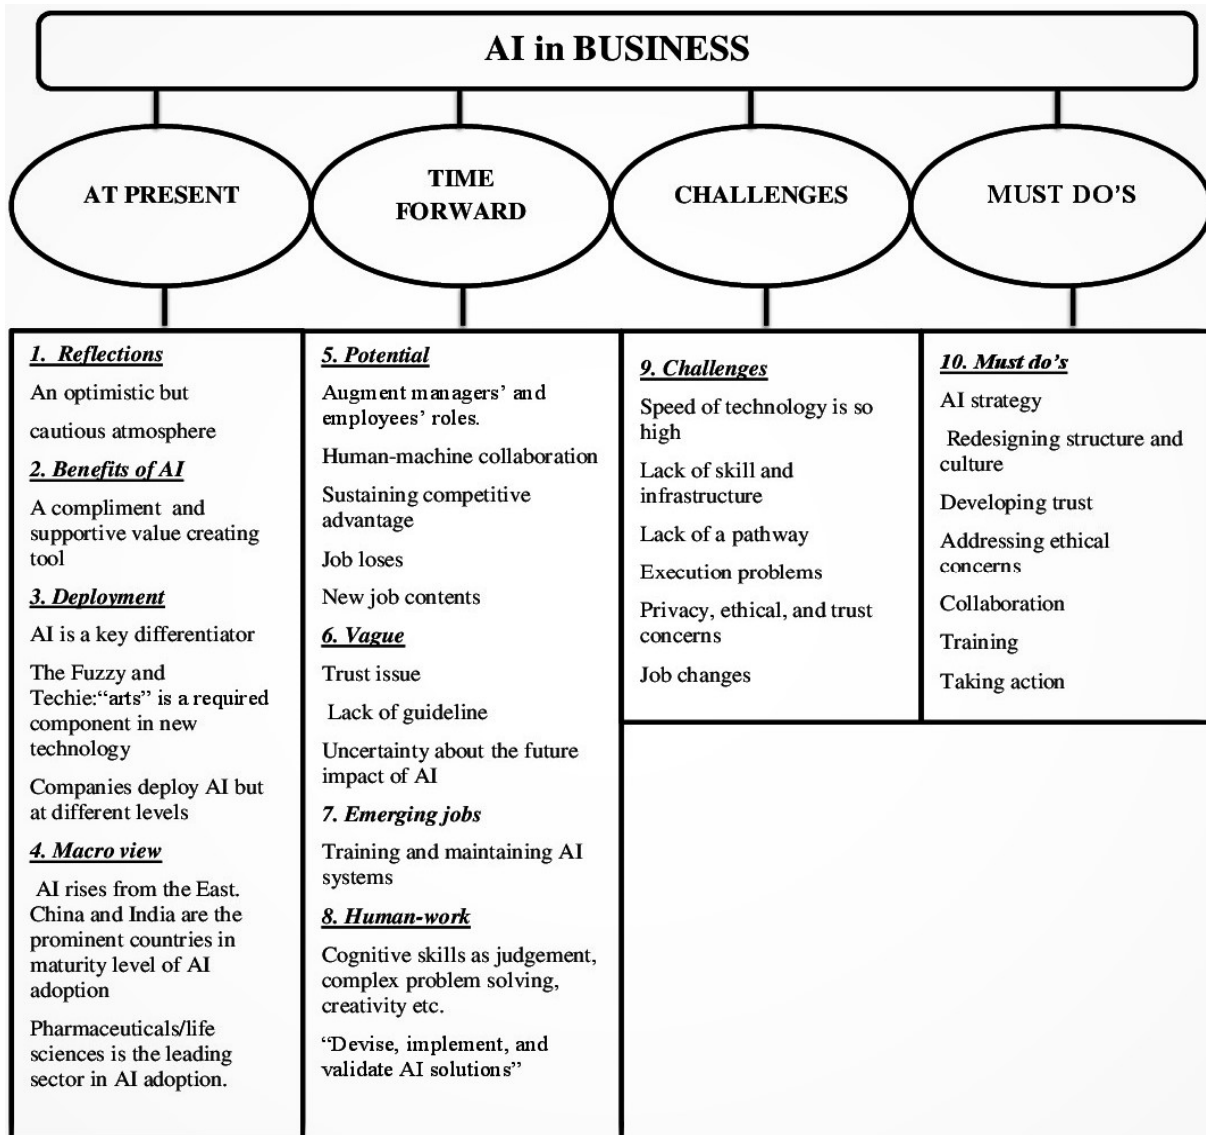 AI in BUSINESS
AT PRESENT
TIME
FORWARD
CHALLENGES
MUST DO’S
1. Reflections
An optimistic but
cautious atmosphere
2. Benefits of AI
A compliment and
supportive value creating
tool
3. Deployment
AI is a key differentiator
The Fuzzy and
Techie:“arts” is a required
component in new
technology
Companies deploy AI but
at different levels
4. Macro view
AI rises from the East.
China and India are the
prominent countries in
maturity level of AI
adoption
Pharmaceuticals/life
sciences is the leading
sector in AI adoption.
5. Potential
Augment managers’ and
employees’ roles.
Human-machine collaboration
Sustaining competitive
advantage
Job loses
New job contents
6. Vague
Trust issue
Lack of guideline
Uncertainty about the future
impact of AI
7. Emerging jobs
Training and maintaining AI
systems
8. Human-work
Cognitive skills as judgement,
complex problem solving,
creativity etc.
“Devise, implement, and
validate AI solutions”
9. Challenges
Speed of technology is so
high
Lack of skill and
infrastructure
Lack of a pathway
Execution problems
Privacy, ethical, and trust
concerns
Job changes
10. Must do’s
AI strategy
Redesigning structure and
culture
Developing trust
Addressing ethical
concerns
Collaboration
Training
Taking action